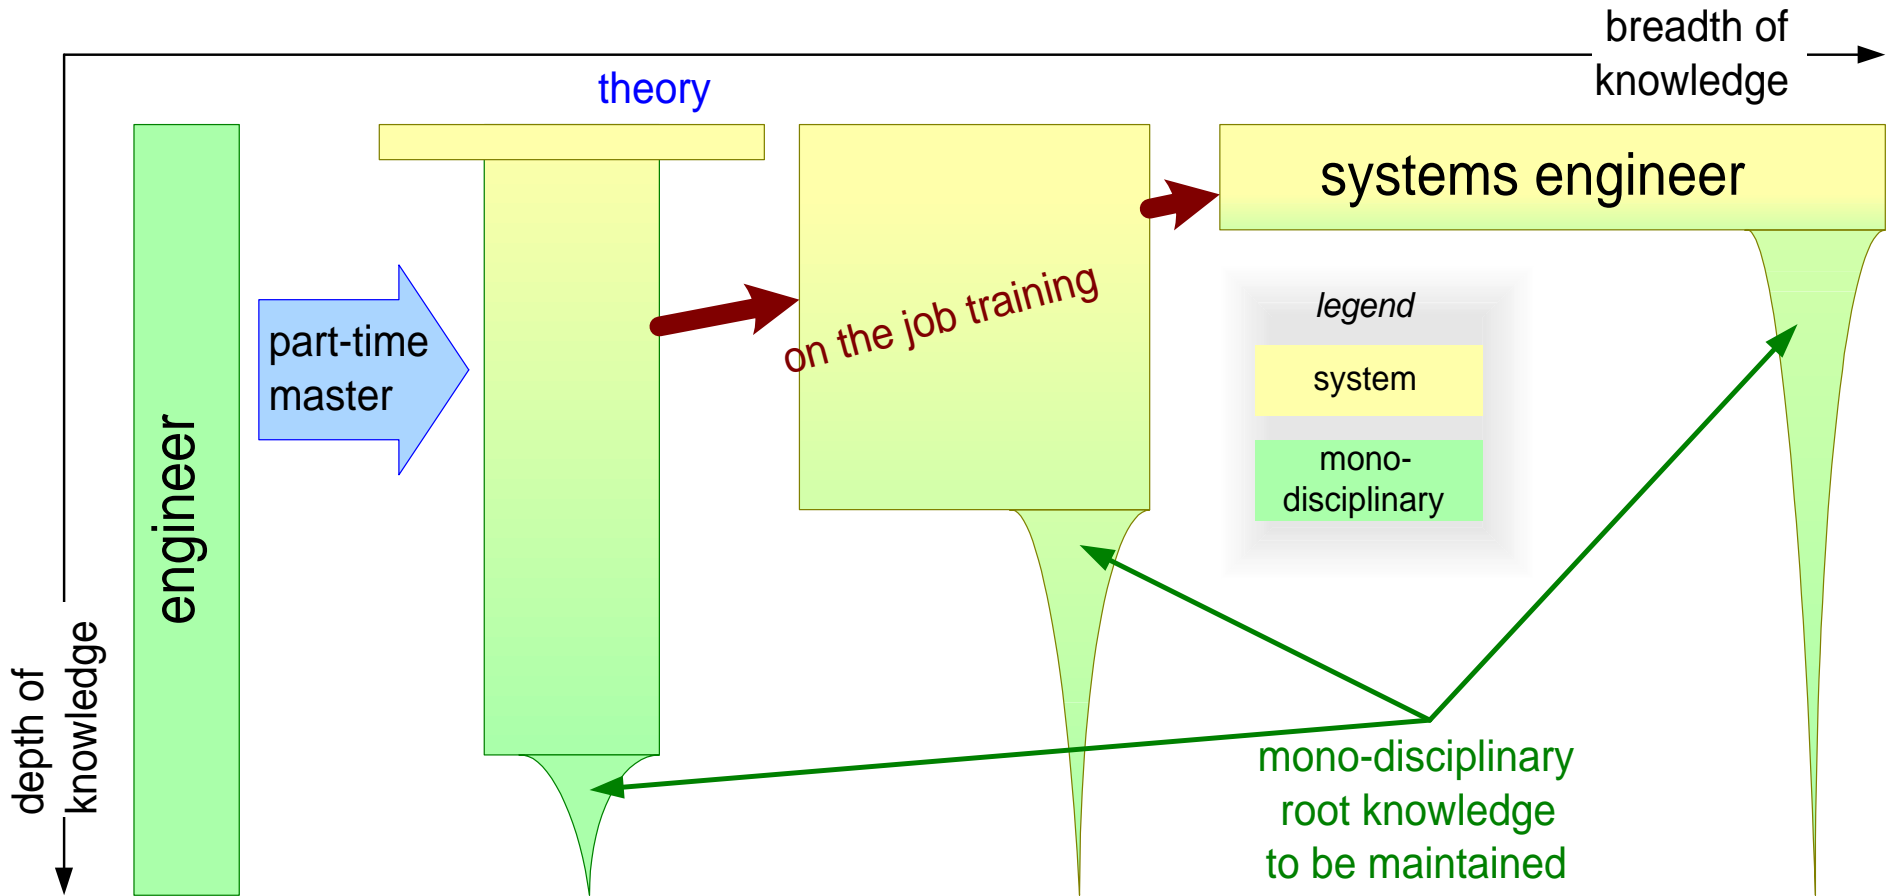 breadth of
knowledge
theory
systems engineer
part-time
master
engineer
on the job training
legend
system
mono-
disciplinary
depth of
knowledge
mono-disciplinary
root knowledge
to be maintained